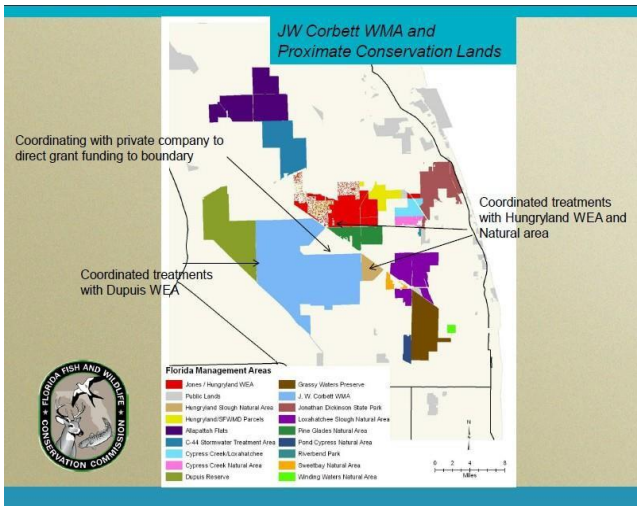 JW Corbett WMA and
Proximate Conservation Lands
Coordinating with private company to
direct grant funding to boundary
Coordinated treatments
with Hungryland WEA and
Natural area
Coordinated treatments
with Dupuis WEA
Florida Management Areas
Jones / Hungryland WEA
Public Lands
Hungryland Slough Natural Area
Hungryland/SFWMD Parcels
Allapattah Flats
C-44 Stormwater Treatment Area
Cypress Creek/Loxahatchee
Cypress Creek Natural Area
Dupuis Reserve
Grassy Waters Preserve
J. W. Corbett WMA
Jonathan Dickinson State Park
Loxahatchee Slough Natural Area
Pine Glades Natural Area
Pond Cypress Natural Area
Riverbend Park
Sweetbay Natural Area
Winding Waters Natural Area
N
0 2 4 8
Miles
FLORIDA FISH AND WILDLIFE
CONSERVATION COMMISSION